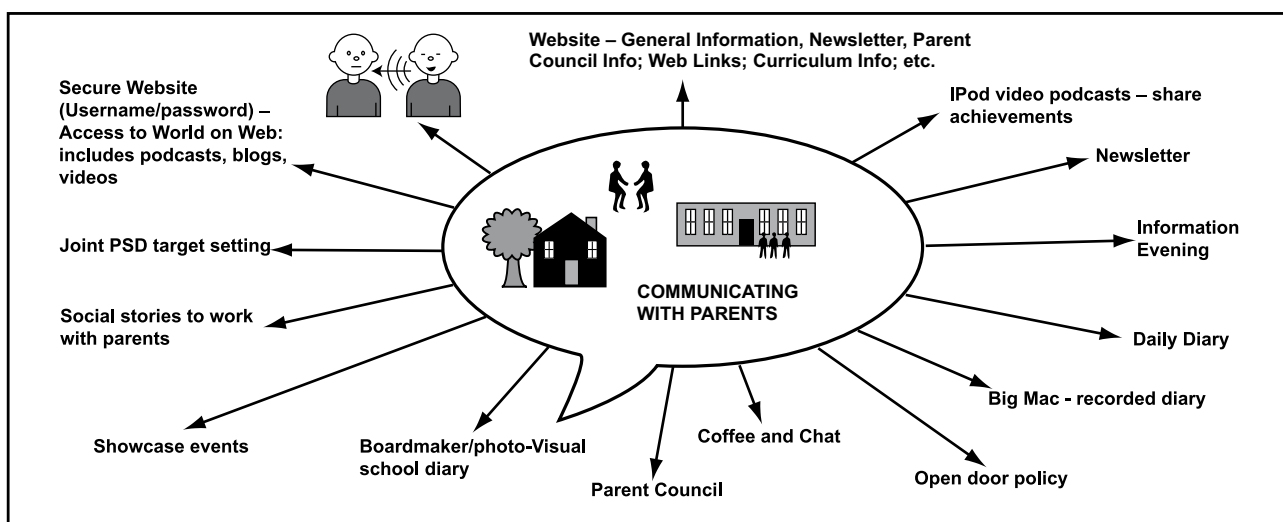 Website – General Information, Newsletter, Parent
Council Info; Web Links; Curriculum Info; etc.
Secure Website
(Username/password) –
Access to World on Web:
includes podcasts, blogs,
videos
IPod video podcasts – share
achievements
Newsletter
Joint PSD target setting
Information
Evening
COMMUNICATING
WITH PARENTS
Social stories to work
with parents
Daily Diary
Big Mac - recorded diary
Showcase events
Boardmaker/photo-Visual
school diary
Coffee and Chat
Open door policy
Parent Council